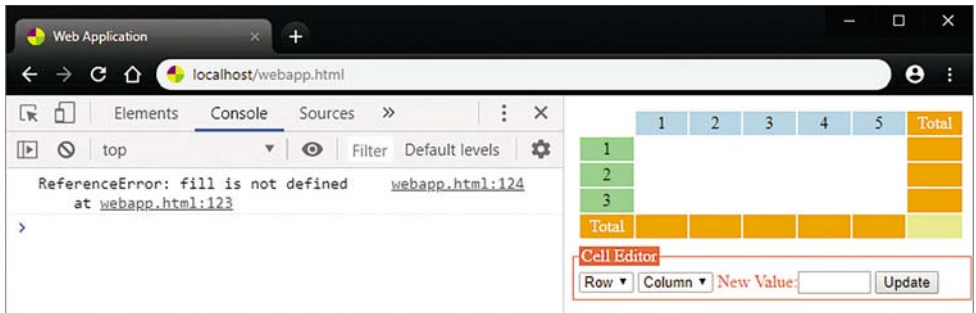 Web Application
localhost/webapp.html
Elements Console Sources »
top Filter Default levels
ReferenceError: fill is not defined webapp.html:124
at webapp.html:123
>
1 2 3 4 5 Total
1
2
3
Total
Cell Editor
Row Column New Value: Update